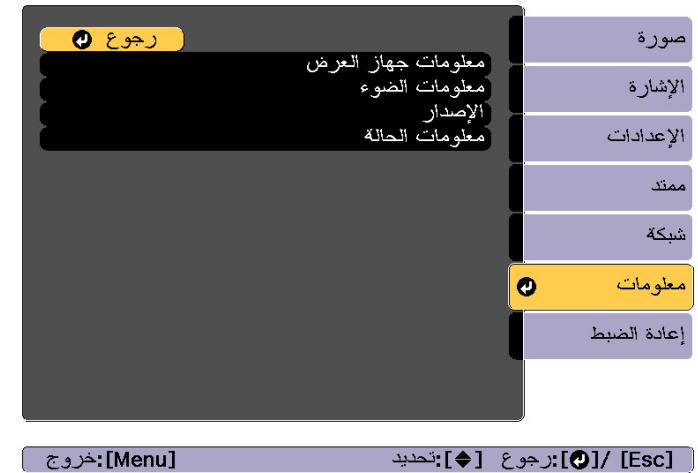 صورة
الإشارة
الإعدادات
ممتد
شبكة
معلومات
إعادة الضبط
رجوع
معلومات جهاز العرض
معلومات الضوء
الإصدار
معلومات الحالة
[Esc] /[↵]:رجوع [◆]:تحديد [Menu]:خروج